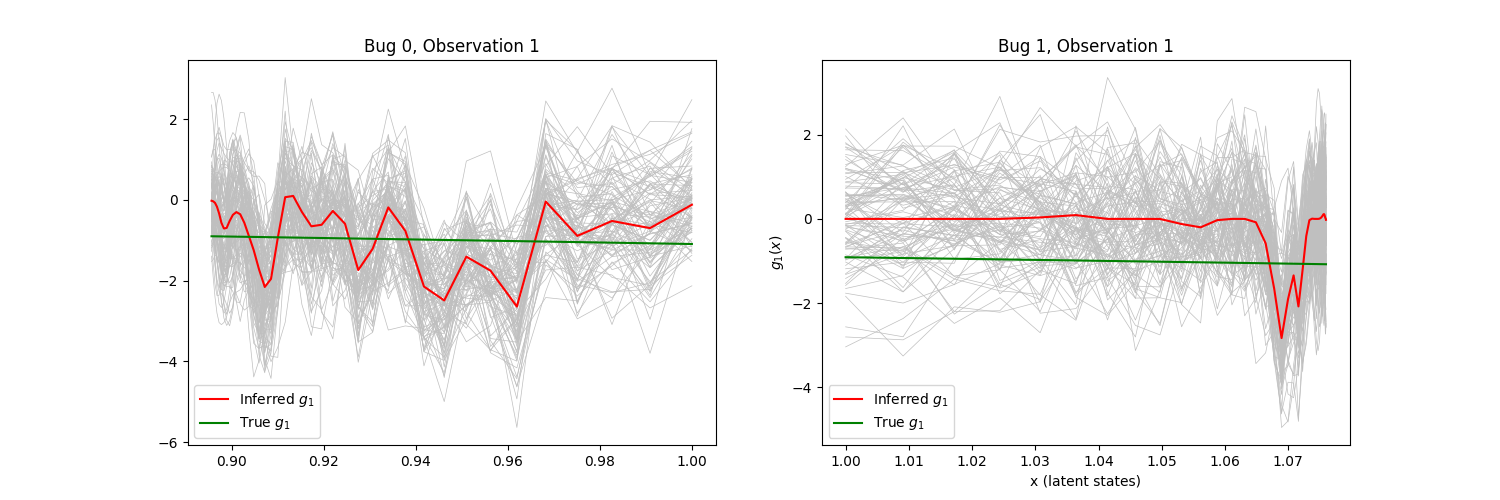 Bug 0, Observation 1
2
0
−2
−4
−6
0.90 0.92 0.94 0.96 0.98 1.00
Inferred g₁
True g₁
Bug 1, Observation 1
g₁(x)
2
0
−2
−4
1.00 1.01 1.02 1.03 1.04 1.05 1.06 1.07
x (latent states)
Inferred g₁
True g₁